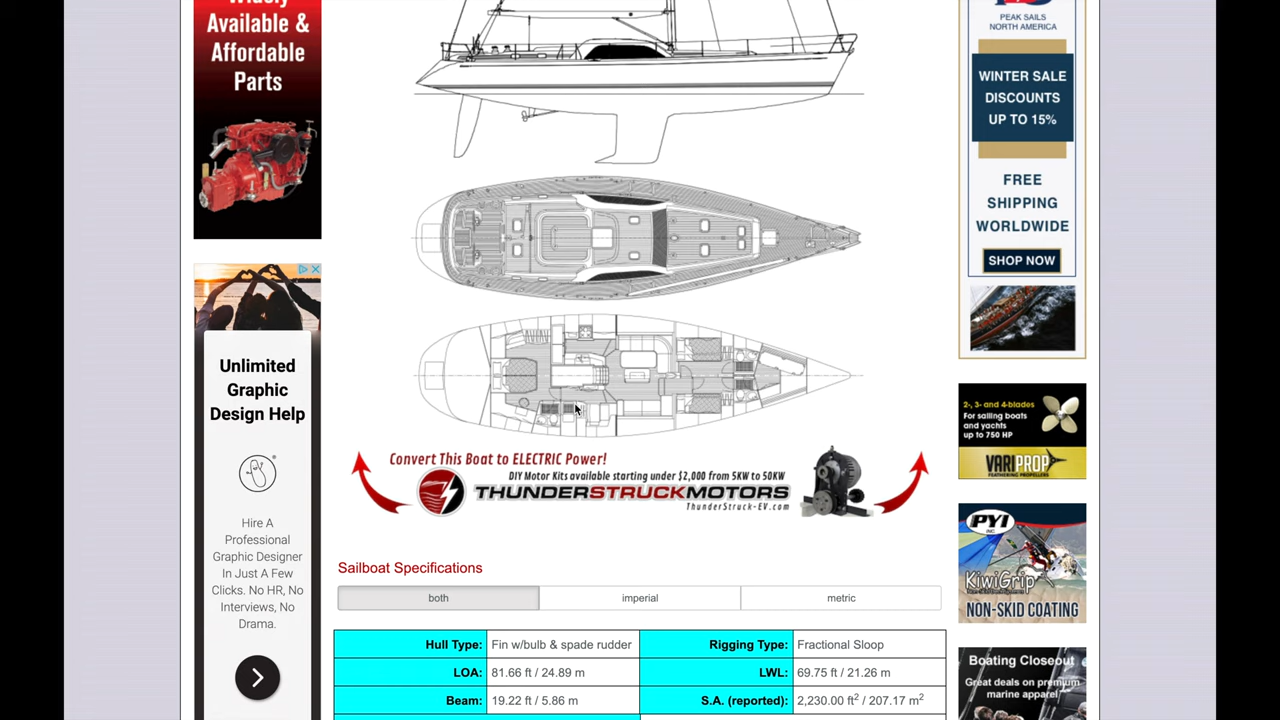 Widely
Available &
Affordable
Parts
Unlimited
Graphic
Design Help
Hire A
Professional
Graphic Designer
In Just A Few
Clicks. No HR, No
Interviews, No
Drama.
Convert This Boat to ELECTRIC Power!
DIY Motor Kits available starting under $2,000 from 5KW to 50KW
THUNDERSTRUCKMOTORS
ThunderStruck-EV.com
Sailboat Specifications
both
imperial
metric
Hull Type: Fin w/bulb & spade rudder Rigging Type: Fractional Sloop
LOA: 81.66 ft / 24.89 m LWL: 69.75 ft / 21.26 m
Beam: 19.22 ft / 5.86 m S.A. (reported): 2,230.00 ft² / 207.17 m²
PEAK SAILS
NORTH AMERICA
WINTER SALE
DISCOUNTS
UP TO 15%
FREE
SHIPPING
WORLDWIDE
SHOP NOW
2-, 3- and 4-blades
For sailing boats
and yachts
up to 750 HP
VARIPROP
FEATHERING PROPELLERS
PYI
INC
KiwiGrip
NON-SKID COATING
Boating Closeout
Great deals on premium
marine apparel